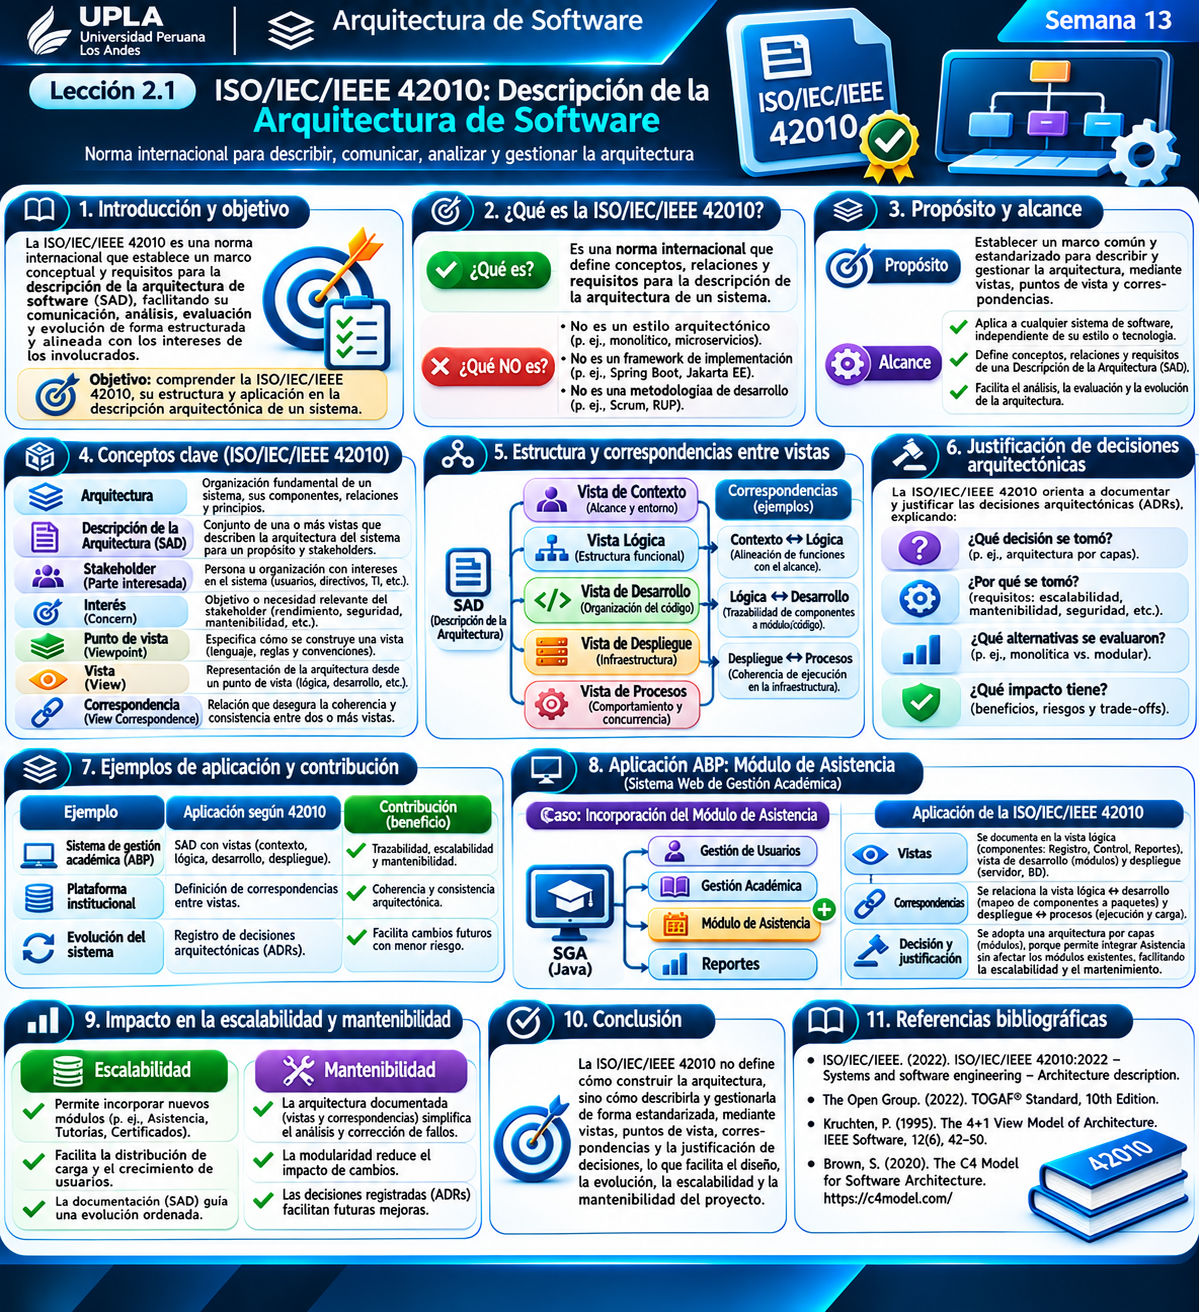 UPLA
Universidad Peruana
Los Andes
Arquitectura de Software
Semana 13
Lección 2.1
ISO/IEC/IEEE 42010: Descripción de la
Arquitectura de Software
Norma internacional para describir, comunicar, analizar y gestionar la arquitectura
ISO/IEC/IEEE
42010
1. Introducción y objetivo
La ISO/IEC/IEEE 42010 es una norma
internacional que establece un marco
conceptual y requisitos para la
descripción de la arquitectura de
software (SAD), facilitando su
comunicación, análisis, evaluación
y evolución de forma estructurada
y alineada con los intereses de
los involucrados.
Objetivo: comprender la ISO/IEC/IEEE
42010, su estructura y aplicación en la
descripción arquitectónica de un sistema.
2. ¿Qué es la ISO/IEC/IEEE 42010?
¿Qué es?
Es una norma internacional que
define conceptos, relaciones y
requisitos para la descripción de
la arquitectura de un sistema.
¿Qué NO es?
• No es un estilo arquitectónico
(p. ej., monolítico, microservicios).
• No es un framework de implementación
(p. ej., Spring Boot, Jakarta EE).
• No es una metodologiaa de desarrollo
(p. ej., Scrum, RUP).
3. Propósito y alcance
Propósito
Establecer un marco común y
estandarizado para describir y
gestionar la arquitectura, mediante
vistas, puntos de vista y corres-
pondencias.
Alcance
Aplica a cualquier sistema de software,
independiente de su estilo o tecnología.
Define conceptos, relaciones y requisitos
de una Descripción de la Arquitectura (SAD).
Facilita el análisis, la evaluación y la evolución
de la arquitectura.
4. Conceptos clave (ISO/IEC/IEEE 42010)
Arquitectura
Organización fundamental de un
sistema, sus componentes, relaciones
y principios.
Descripción de la
Arquitectura (SAD)
Conjunto de una o más vistas que
describen la arquitectura del sistema
para un propósito y stakeholders.
Stakeholder
(Parte interesada)
Persona u organización con intereses
en el sistema (usuarios, directivos, TI, etc.).
Interés
(Concern)
Objetivo o necesidad relevante del
stakeholder (rendimiento, seguridad,
mantenibilidad, etc.).
Punto de vista
(Viewpoint)
Especifica cómo se construye una vista
(lenguaje, reglas y convenciones).
Vista
(View)
Representación de la arquitectura desde
un punto de vista (lógica, desarrollo, etc.).
Correspondencia
(View Correspondence)
Relación que desegura la coherencia y
consistencia entre dos o más vistas.
5. Estructura y correspondencias entre vistas
SAD
(Descripción de la
Arquitectura)
Vista de Contexto
(Alcance y entorno)
Vista Lógica
(Estructura funcional)
</>
Vista de Desarrollo
(Organización del código)
Vista de Despliegue
(Infraestructura)
Vista de Procesos
(Comportamiento y
concurrencia)
Correspondencias
(ejemplos)
Contexto ↔ Lógica
(Alineación de funciones
con el alcance).
Lógica ↔ Desarrollo
(Trazabilidad de componentes
a módulo/código).
Despliegue ↔ Procesos
(Coherencia de ejecución
en la infraestructura).
6. Justificación de decisiones
arquitectónicas
La ISO/IEC/IEEE 42010 orienta a documentar
y justificar las decisiones arquitectónicas (ADRs),
explicando:
?
¿Qué decisión se tomó?
(p. ej., arquitectura por capas).
¿Por qué se tomó?
(requisitos: escalabilidad,
mantenibilidad, seguridad, etc.).
¿Qué alternativas se evaluaron?
(p. ej., monolítica vs. modular).
¿Qué impacto tiene?
(beneficios, riesgos y trade-offs).
7. Ejemplos de aplicación y contribución
Ejemplo
Aplicación según 42010
Contribución
(beneficio)
Sistema de gestión
académica (ABP)
SAD con vistas (contexto,
lógica, desarrollo, despliegue).
Trazabilidad, escalabilidad
y mantenibilidad.
Plataforma
institucional
Definición de correspondencias
entre vistas.
Coherencia y consistencia
arquitectónica.
Evolución del
sistema
Registro de decisiones
arquitectónicas (ADRs).
Facilita cambios futuros
con menor riesgo.
8. Aplicación ABP: Módulo de Asistencia
(Sistema Web de Gestión Académica)
Caso: Incorporación del Módulo de Asistencia
SGA
(Java)
Gestión de Usuarios
Gestión Académica
Módulo de Asistencia
Reportes
Aplicación de la ISO/IEC/IEEE 42010
Vistas
Se documenta en la vista lógica
(componentes: Registro, Control, Reportes),
vista de desarrollo (módulos) y despliegue
(servidor, BD).
Correspondencias
Se relaciona la vista lógica ↔ desarrollo
(mapeo de componentes a paquetes) y
despliegue ↔ procesos (ejecución y carga).
Decisión y
justificación
Se adopta una arquitectura por capas
(módulos), porque permite integrar Asistencia
sin afectar los módulos existentes, facilitando
la escalabilidad y el mantenimiento.
9. Impacto en la escalabilidad y mantenibilidad
Escalabilidad
Permite incorporar nuevos
módulos (p. ej., Asistencia,
Tutorías, Certificados).
Facilita la distribución de
carga y el crecimiento de
usuarios.
La documentación (SAD) guía
una evolución ordenada.
Mantenibilidad
La arquitectura documentada
(vistas y correspondencias) simplifica
el análisis y corrección de fallos.
La modularidad reduce el
impacto de cambios.
Las decisiones registradas (ADRs)
facilitan futuras mejoras.
10. Conclusión
La ISO/IEC/IEEE 42010 no define
cómo construir la arquitectura,
sino cómo describirla y gestionarla
de forma estandarizada, mediante
vistas, puntos de vista, corres-
pondencias y la justificación de
decisiones, lo que facilita el diseño,
la evolución, la escalabilidad y la
mantenibilidad del proyecto.
11. Referencias bibliográficas
• ISO/IEC/IEEE. (2022). ISO/IEC/IEEE 42010:2022 –
Systems and software engineering – Architecture description.
• The Open Group. (2022). TOGAF® Standard, 10th Edition.
• Kruchten, P. (1995). The 4+1 View Model of Architecture.
IEEE Software, 12(6), 42–50.
• Brown, S. (2020). The C4 Model
for Software Architecture.
https://c4model.com/
42010